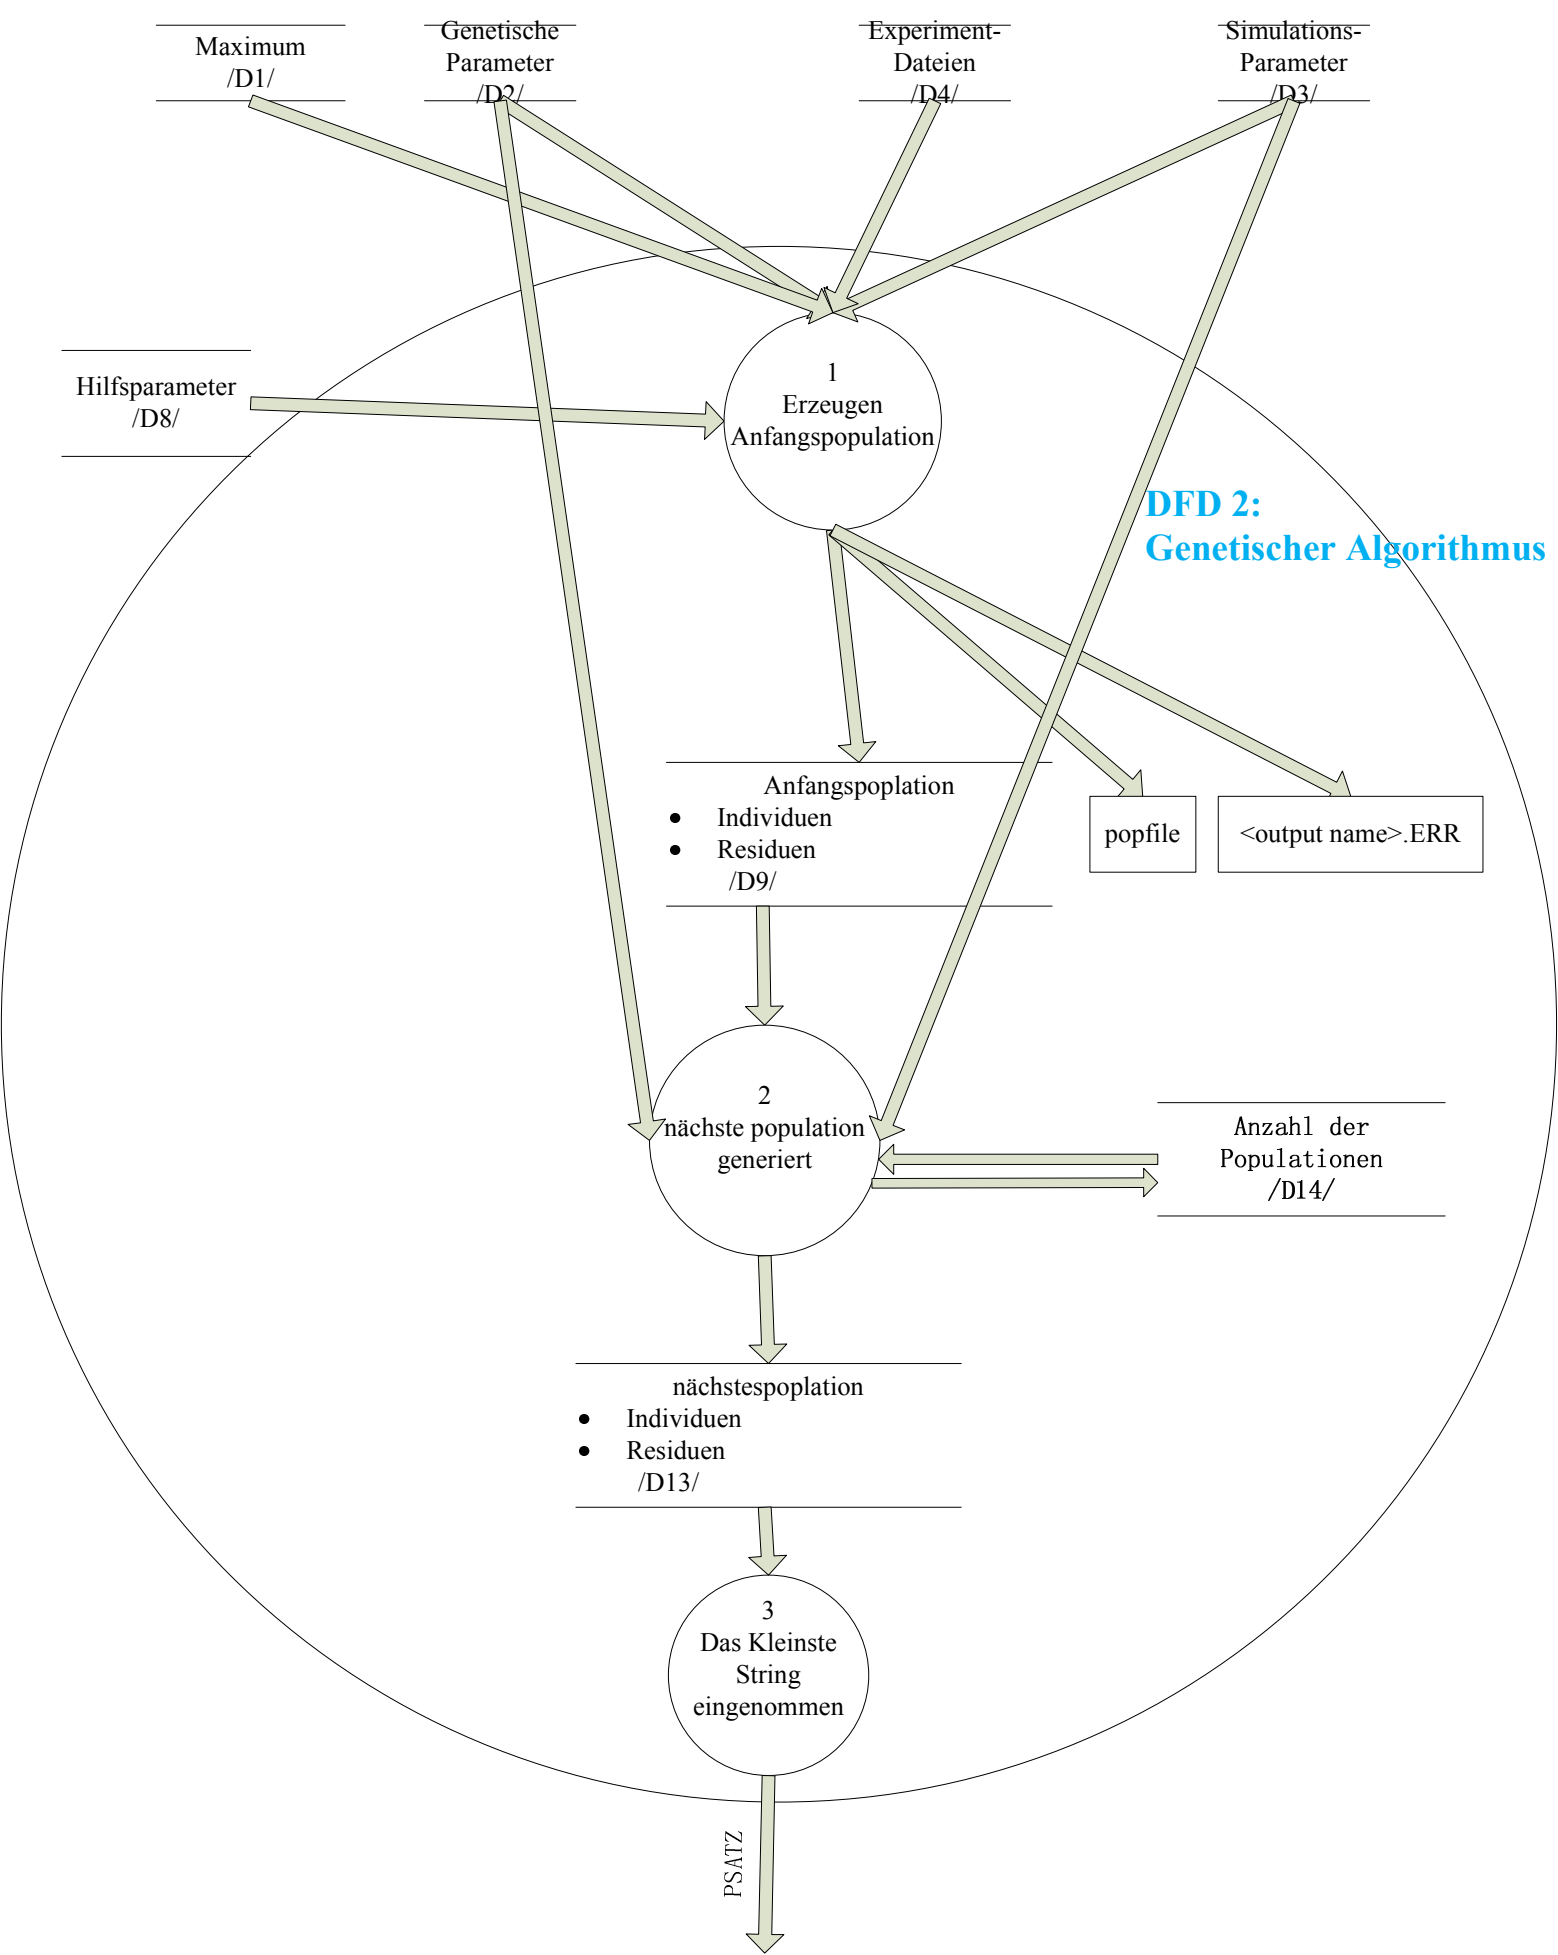 Maximum
/D1/
Genetische
Parameter
/D2/
Experiment-
Dateien
/D4/
Simulations-
Parameter
/D3/
Hilfsparameter
/D8/
1
Erzeugen
Anfangspopulation
DFD 2:
Genetischer Algorithmus
Anfangspoplation
• Individuen
• Residuen
/D9/
popfile
<output name>.ERR
2
nächste population
generiert
Anzahl der
Populationen
/D14/
nächstespoplation
• Individuen
• Residuen
/D13/
3
Das Kleinste
String
eingenommen
PSATZ